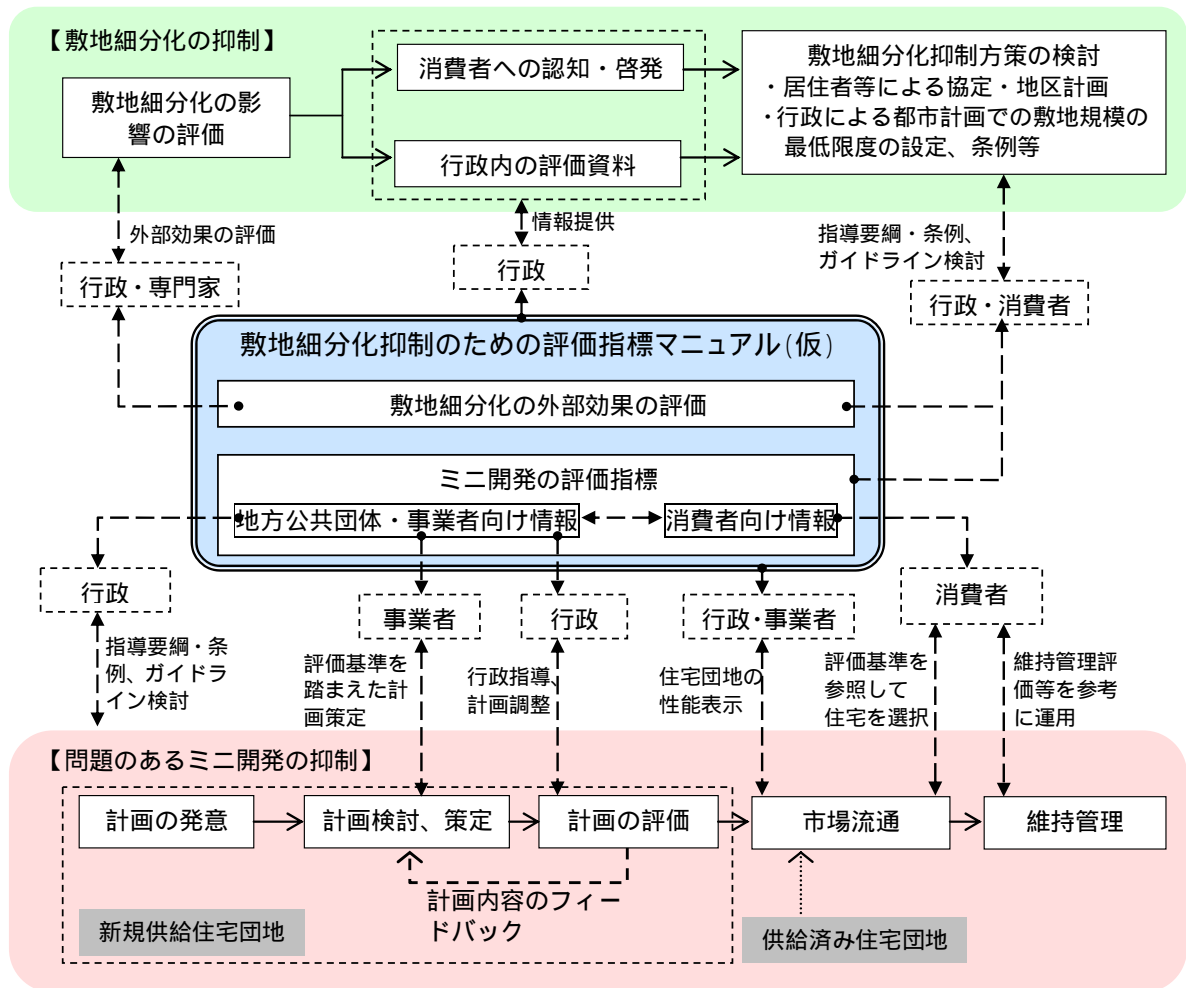 【敷地細分化の抑制】
敷地細分化の影
響の評価
消費者への認知・啓発
行政内の評価資料
敷地細分化抑制方策の検討
・居住者等による協定・地区計画
・行政による都市計画での敷地規模の
最低限度の設定、条例等
外部効果の評価
行政・専門家
情報提供
行政
指導要綱・条例、
ガイドライン検討
行政・消費者
敷地細分化抑制のための評価指標マニュアル(仮)
敷地細分化の外部効果の評価
ミニ開発の評価指標
地方公共団体・事業者向け情報
消費者向け情報
行政
指導要綱・条
例、ガイドラ
イン検討
事業者
評価基準を
踏まえた計
画策定
行政
行政指導、
計画調整
行政・事業者
住宅団地の
性能表示
消費者
評価基準を
参照して
住宅を選択
維持管理評
価等を参考
に運用
【問題のあるミニ開発の抑制】
計画の発意
計画検討、策定
計画の評価
市場流通
維持管理
計画内容のフィー
ドバック
新規供給住宅団地
供給済み住宅団地